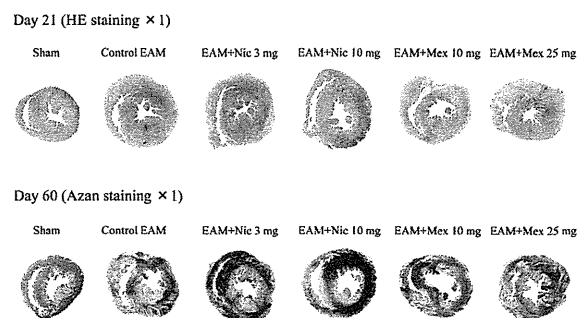 Day 21 (HE staining × 1)
Sham Control EAM EAM+Nic 3 mg EAM+Nic 10 mg EAM+Mex 10 mg EAM+Mex 25 mg
Day 60 (Azan staining × 1)
Sham Control EAM EAM+Nic 3 mg EAM+Nic 10 mg EAM+Mex 10 mg EAM+Mex 25 mg